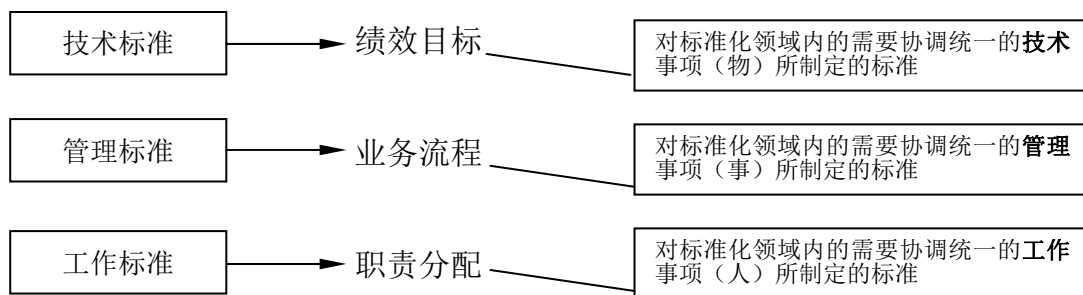 技术标准
绩效目标
对标准化领域内的需要协调统一的技术
事项（物）所制定的标准
管理标准
业务流程
对标准化领域内的需要协调统一的管理
事项（事）所制定的标准
工作标准
职责分配
对标准化领域内的需要协调统一的工作
事项（人）所制定的标准